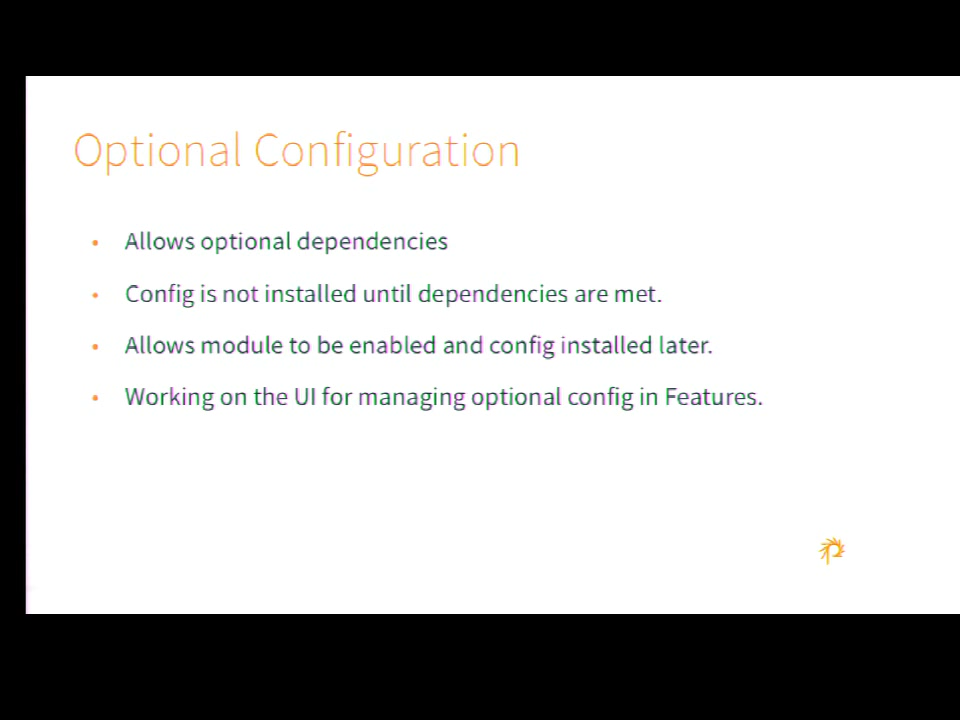 Optional Configuration
• Allows optional dependencies
• Config is not installed until dependencies are met.
• Allows module to be enabled and config installed later.
• Working on the UI for managing optional config in Features.